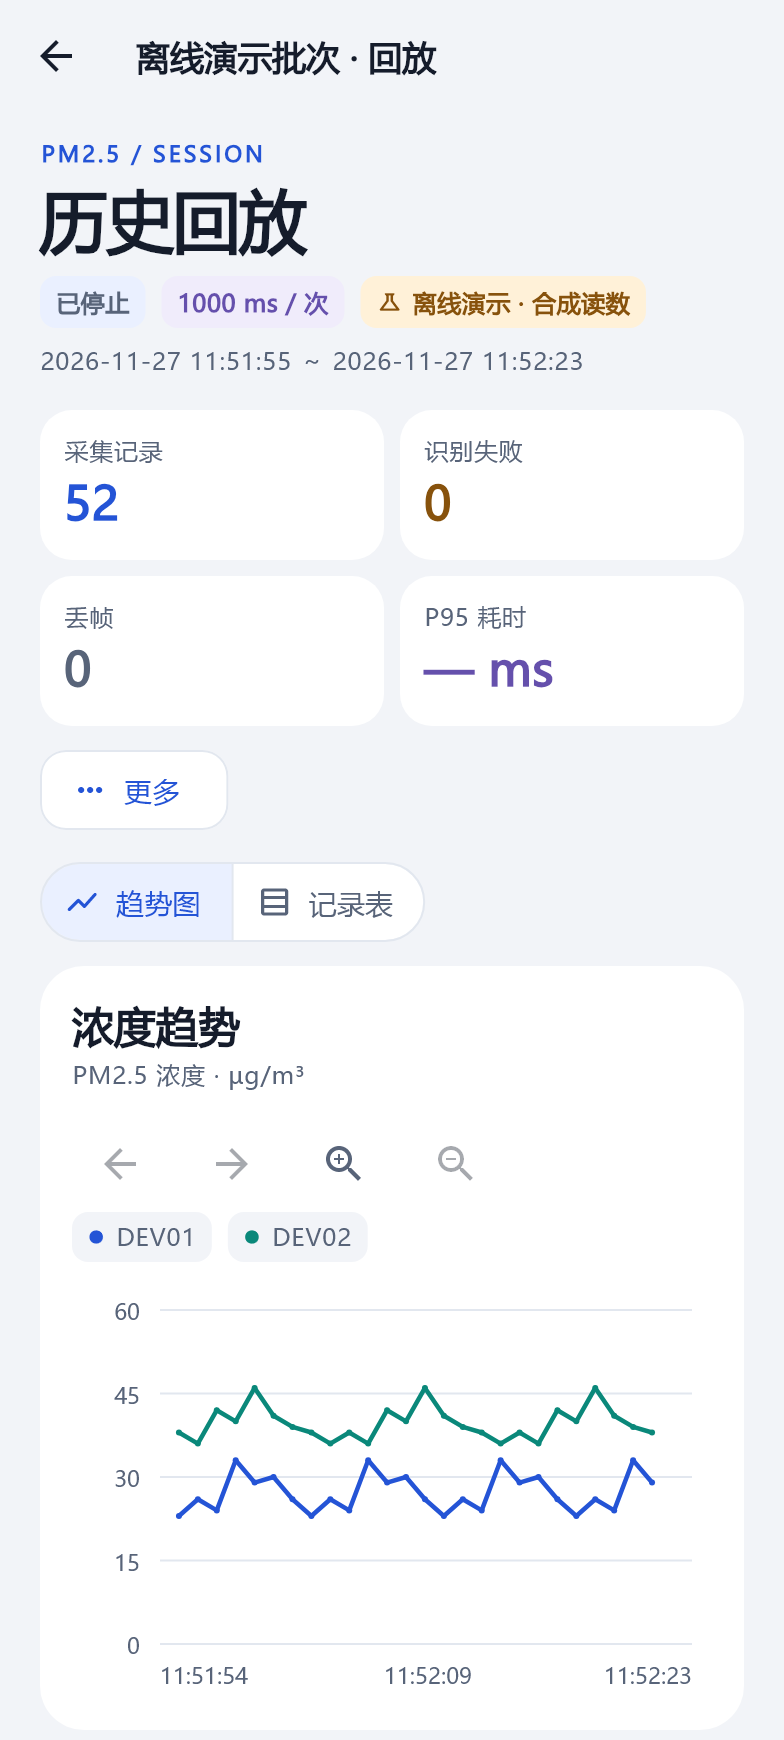 离线演示批次 · 回放
PM2.5 / SESSION
历史回放
已停止
1000 ms / 次
离线演示 · 合成读数
2026-11-27 11:51:55 ~ 2026-11-27 11:52:23
采集记录
52
识别失败
0
丢帧
0
P95 耗时
— ms
更多
趋势图
记录表
浓度趋势
PM2.5 浓度 · µg/m³
DEV01
DEV02
60
45
30
15
0
11:51:54
11:52:09
11:52:23